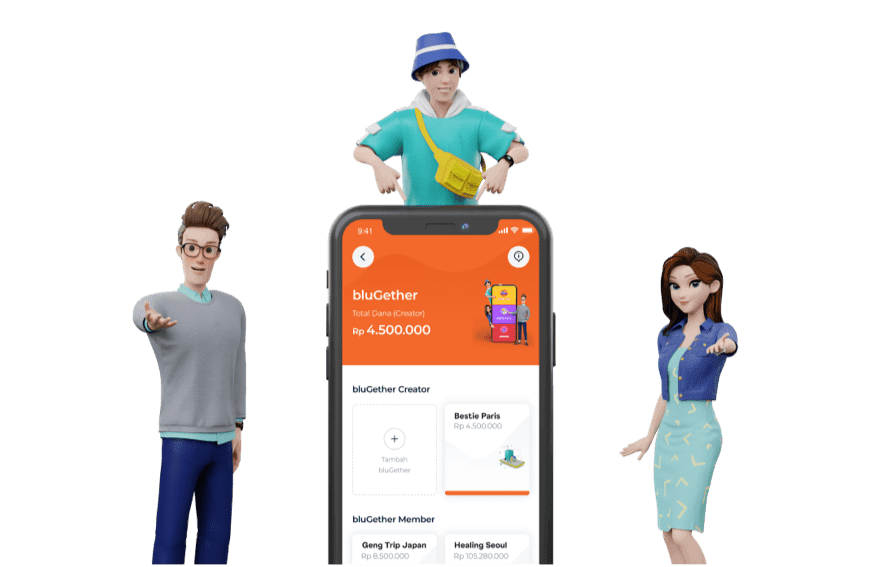 9:41
bluGether
Total Dana (Creator)
Rp 4.500.000
bluGether Creator
Tambah
bluGether
Bestie Paris
Rp 4.500.000
bluGether Member
Geng Trip Japan
Rp 8.500.000
Healing Seoul
Rp 105.280.000